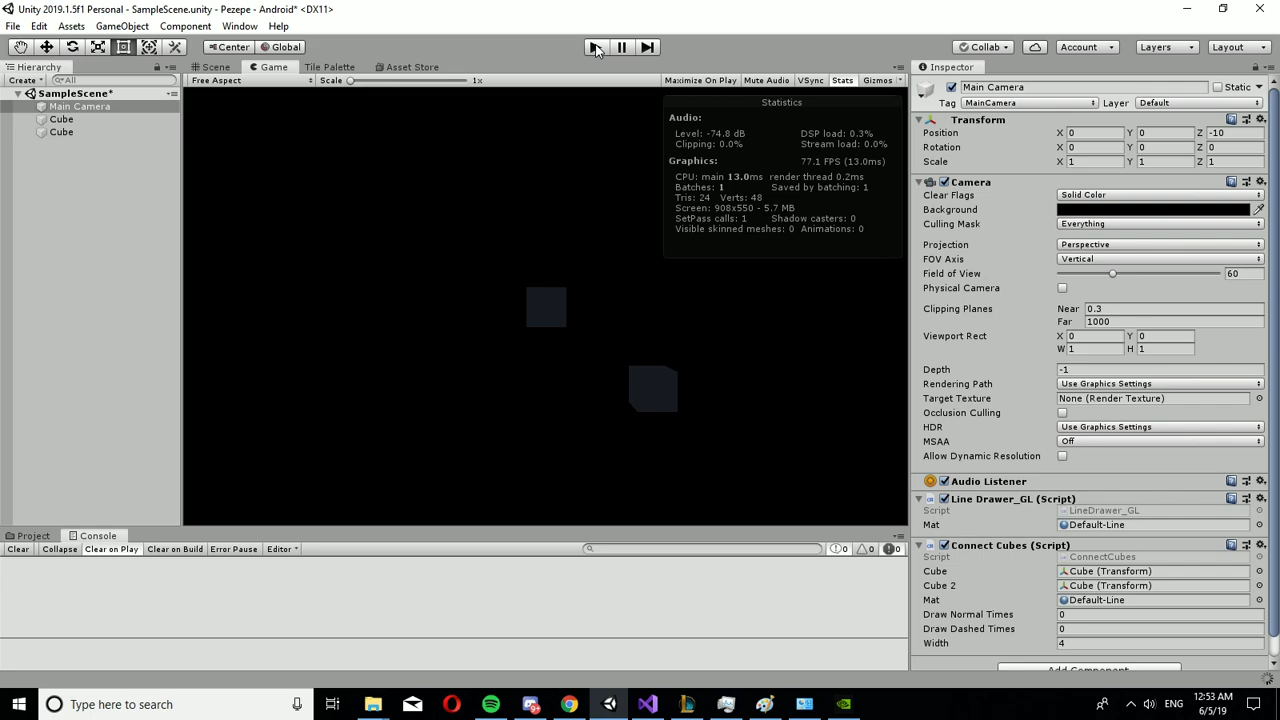 Unity 2019.1.5f1 Personal - SampleScene.unity - Pezepe - Android* <DX11>
File Edit Assets GameObject Component Window Help
Center Global Collab Account Layers Layout
Hierarchy Scene Game Tile Palette Asset Store Inspector
Create All Free Aspect Scale 1x Maximize On Play Mute Audio VSync Stats Gizmos
SampleScene*
Main Camera
Cube
Cube
Statistics
Audio:
Level: -74.8 dB DSP load: 0.3%
Clipping: 0.0% Stream load: 0.0%
Graphics: 77.1 FPS (13.0ms)
CPU: main 13.0ms render thread 0.2ms
Batches: 1 Saved by batching: 1
Tris: 24 Verts: 48
Screen: 908x550 - 5.7 MB
SetPass calls: 1 Shadow casters: 0
Visible skinned meshes: 0 Animations: 0
Main Camera Static
Tag MainCamera Layer Default
Transform
Position X 0 Y 0 Z -10
Rotation X 0 Y 0 Z 0
Scale X 1 Y 1 Z 1
Camera
Clear Flags Solid Color
Background
Culling Mask Everything
Projection Perspective
FOV Axis Vertical
Field of View 60
Physical Camera
Clipping Planes Near 0.3
Far 1000
Viewport Rect X 0 Y 0
W 1 H 1
Depth -1
Rendering Path Use Graphics Settings
Target Texture None (Render Texture)
Occlusion Culling
HDR Use Graphics Settings
MSAA Off
Allow Dynamic Resolution
Audio Listener
Line Drawer_GL (Script)
Script LineDrawer_GL
Mat Default-Line
Connect Cubes (Script)
Script ConnectCubes
Cube Cube (Transform)
Cube 2 Cube (Transform)
Mat Default-Line
Draw Normal Times 0
Draw Dashed Times 0
Width 4
Add Component
Project Console
Clear Collapse Clear on Play Clear on Build Error Pause Editor 0 0 0
Type here to search
12:53 AM
6/5/19